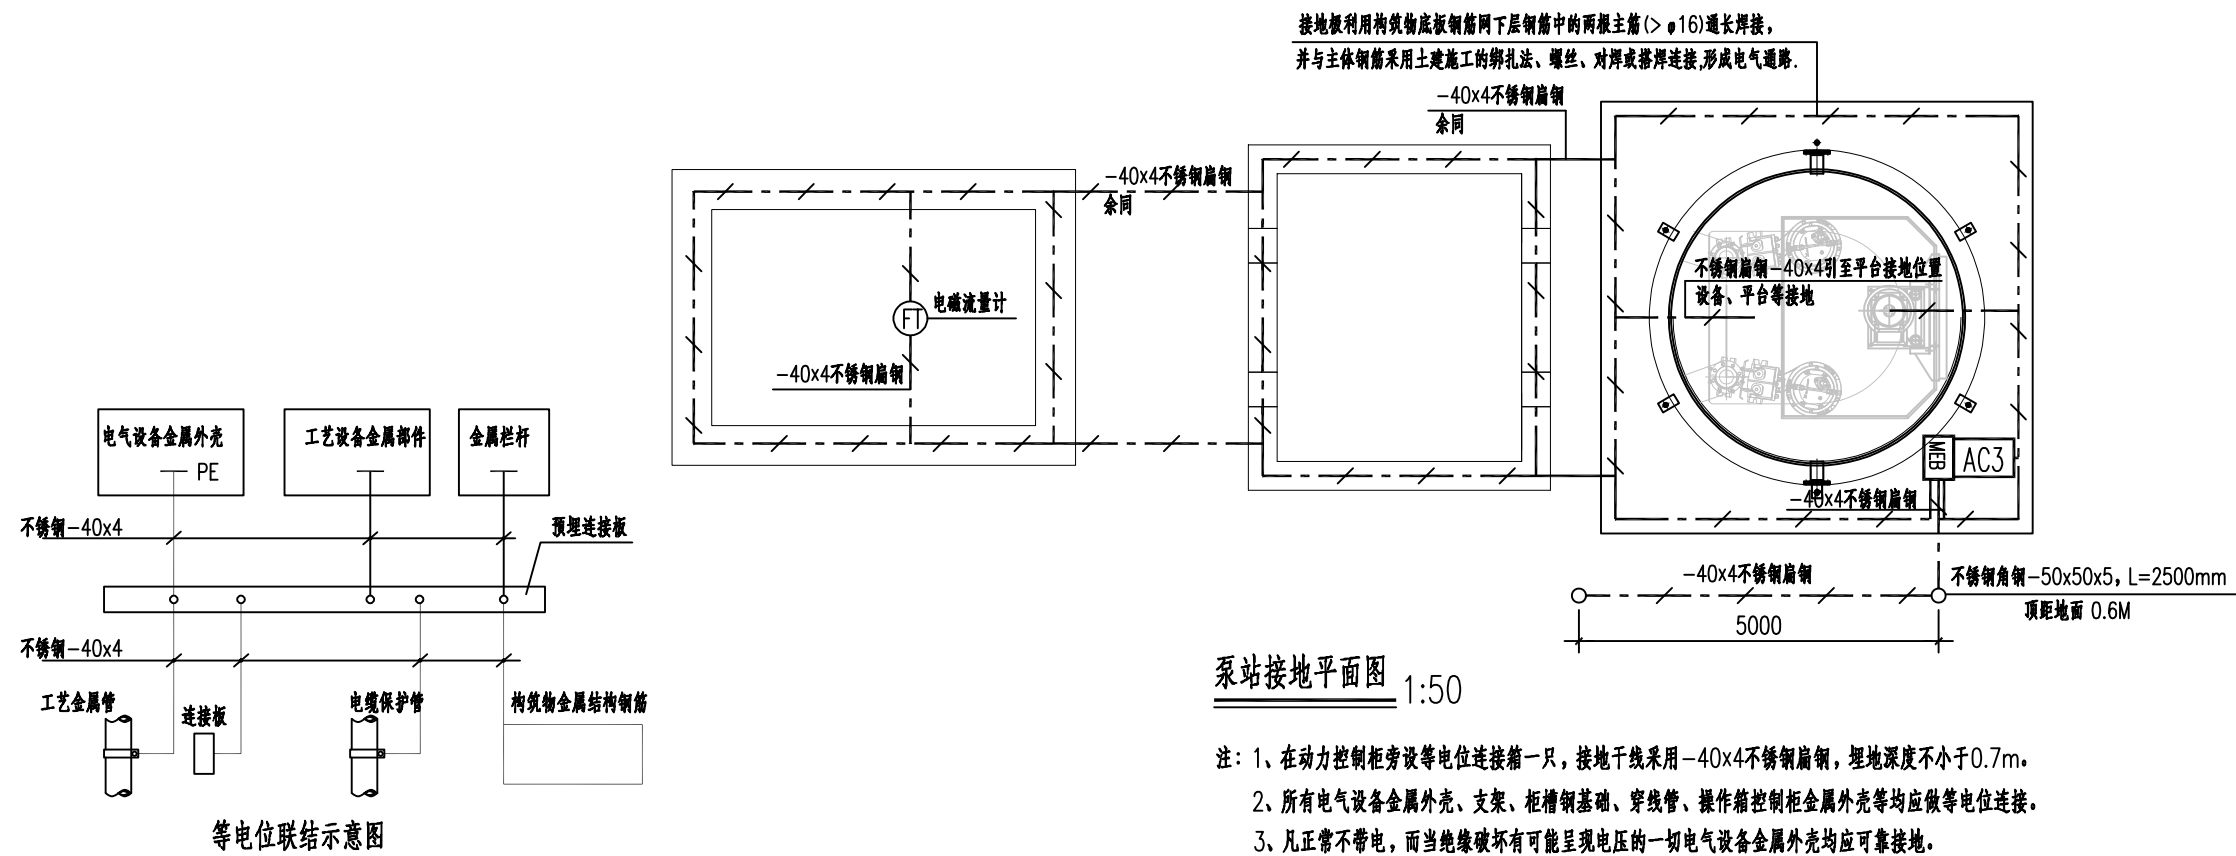 接地极利用构筑物底板钢筋网下层钢筋中的两根主筋(>φ16)通长焊接，
并与主体钢筋采用土建施工的绑扎法、螺丝、对焊或搭焊连接,形成电气通路.
-40x4不锈钢扁钢
余同
-40x4不锈钢扁钢
余同
不锈钢扁钢-40x4引至平台接地位置
设备、平台等接地
电磁流量计
FT
-40x4不锈钢扁钢
MEB
AC3
-40x4不锈钢扁钢
电气设备金属外壳
PE
工艺设备金属部件
金属栏杆
不锈钢-40x4
预埋连接板
不锈钢-40x4
工艺金属管
连接板
电缆保护管
构筑物金属结构钢筋
等电位联结示意图
-40x4不锈钢扁钢
不锈钢角钢-50x50x5，L=2500mm
顶距地面 0.6M
5000
泵站接地平面图 1:50
注：1、在动力控制柜旁设等电位连接箱一只，接地干线采用-40x4不锈钢扁钢，埋地深度不小于0.7m。
2、所有电气设备金属外壳、支架、柜槽钢基础、穿线管、操作箱控制柜金属外壳等均应做等电位连接。
3、凡正常不带电，而当绝缘破坏有可能呈现电压的一切电气设备金属外壳均应可靠接地。